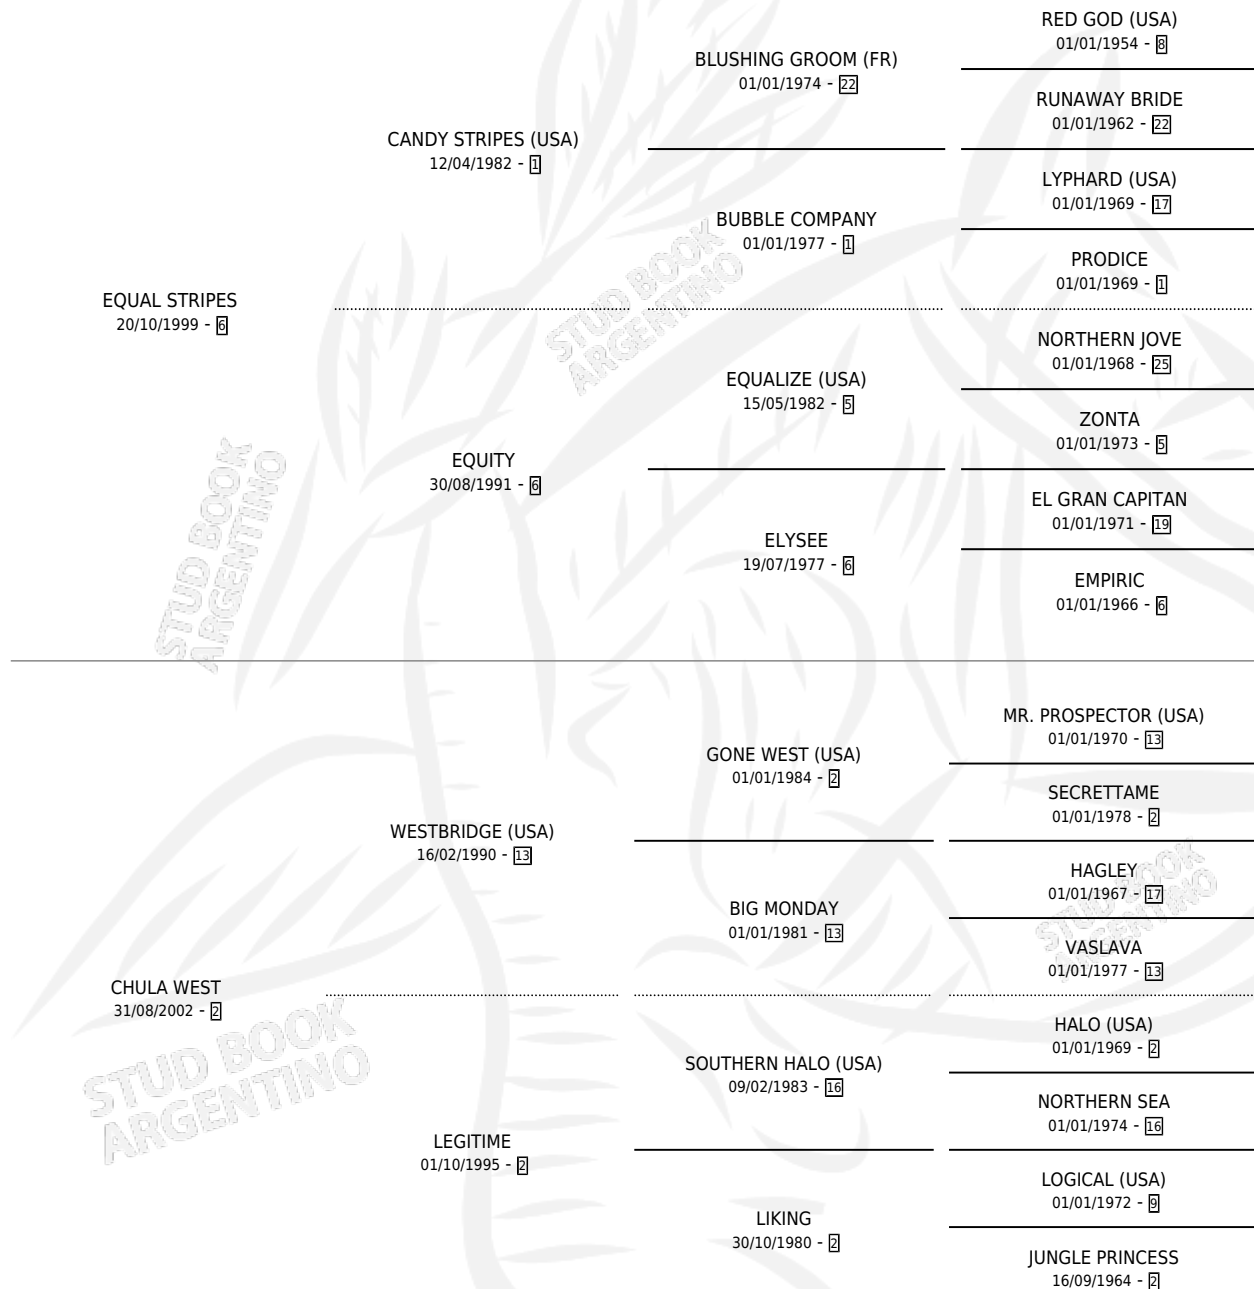 EQUAL STRIPES
20/10/1999 - 6
CANDY STRIPES (USA)
12/04/1982 - 1
EQUITY
30/08/1991 - 6
BLUSHING GROOM (FR)
01/01/1974 - 22
BUBBLE COMPANY
01/01/1977 - 1
EQUALIZE (USA)
15/05/1982 - 5
ELYSEE
19/07/1977 - 6
RED GOD (USA)
01/01/1954 - 8
RUNAWAY BRIDE
01/01/1962 - 22
LYPHARD (USA)
01/01/1969 - 17
PRODICE
01/01/1969 - 1
NORTHERN JOVE
01/01/1968 - 25
ZONTA
01/01/1973 - 5
EL GRAN CAPITAN
01/01/1971 - 19
EMPIRIC
01/01/1966 - 6
CHULA WEST
31/08/2002 - 2
WESTBRIDGE (USA)
16/02/1990 - 13
LEGITIME
01/10/1995 - 2
GONE WEST (USA)
01/01/1984 - 2
BIG MONDAY
01/01/1981 - 13
SOUTHERN HALO (USA)
09/02/1983 - 16
LIKING
30/10/1980 - 2
MR. PROSPECTOR (USA)
01/01/1970 - 13
SECRETTAME
01/01/1978 - 2
HAGLEY
01/01/1967 - 17
VASLAVA
01/01/1977 - 13
HALO (USA)
01/01/1969 - 2
NORTHERN SEA
01/01/1974 - 16
LOGICAL (USA)
01/01/1972 - 9
JUNGLE PRINCESS
16/09/1964 - 2
STUD BOOK
ARGENTINO
STUD BOOK
ARGENTINO
STUD BOOK
ARGENTINO
STUD BOOK
ARGENTINO